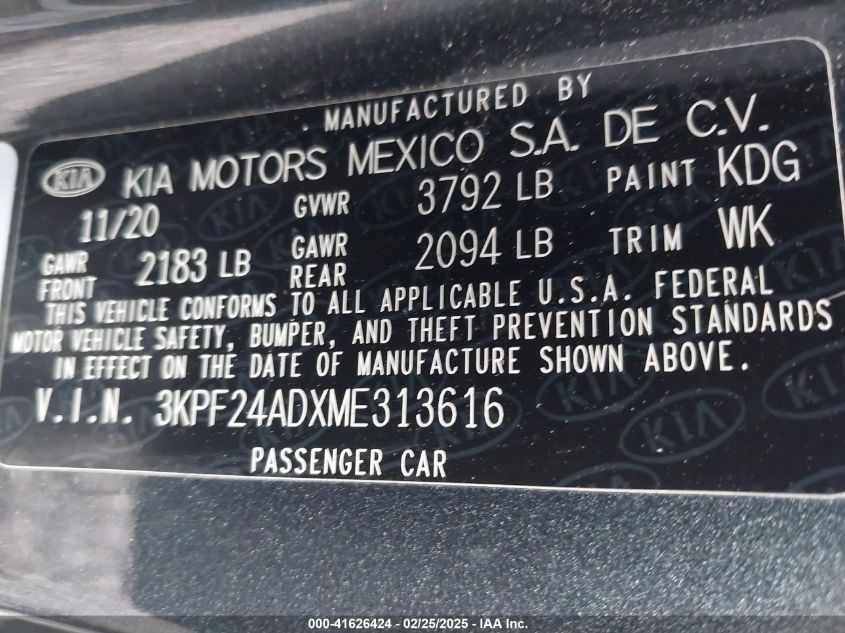 MANUFACTURED BY
KIA KIA MOTORS MEXICO S.A. DE C.V.
11/20 GVWR 3792 LB PAINT KDG
GAWR FRONT 2183 LB GAWR REAR 2094 LB TRIM WK
THIS VEHICLE CONFORMS TO ALL APPLICABLE U.S.A. FEDERAL
MOTOR VEHICLE SAFETY, BUMPER, AND THEFT PREVENTION STANDARDS
IN EFFECT ON THE DATE OF MANUFACTURE SHOWN ABOVE.
V.I.N. 3KPF24ADXME313616
PASSENGER CAR
000-41626424 - 02/25/2025 - © IAA Inc.